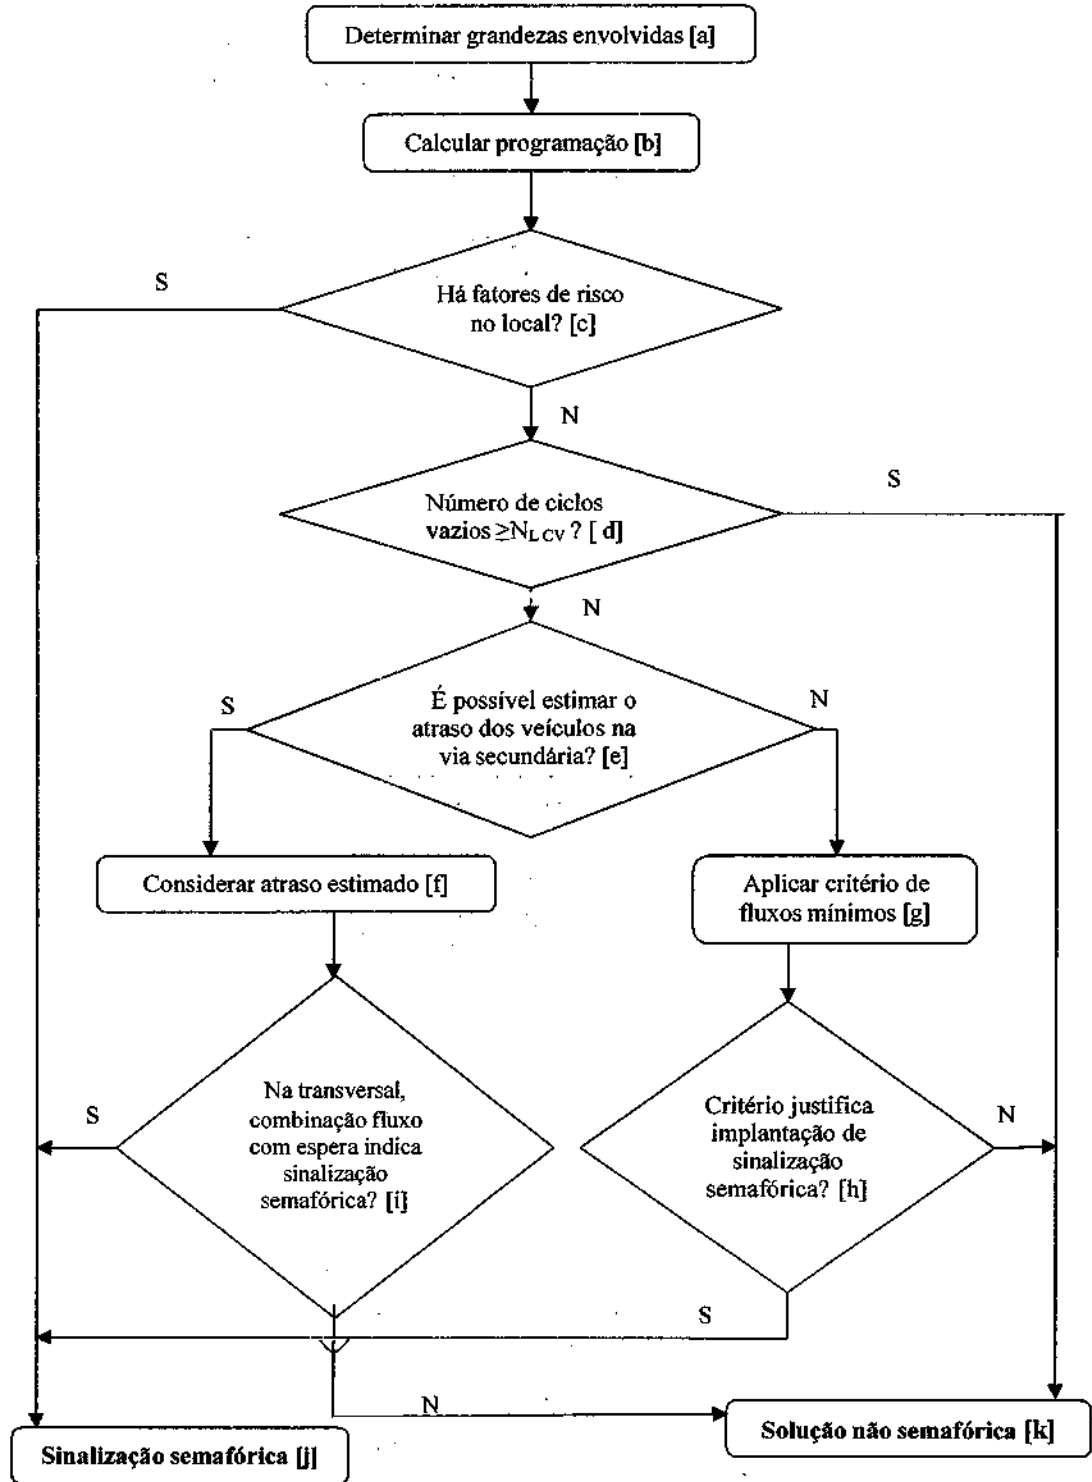 Determinar grandezas envolvidas [a]
Calcular programação [b]
S
Há fatores de risco
no local? [c]
N
S
Número de ciclos
vazios ≥NLCV ? [ d]
N
S
É possível estimar o
atraso dos veículos na
via secundária? [e]
N
Considerar atraso estimado [f]
Aplicar critério de
fluxos mínimos [g]
S
Na transversal,
combinação fluxo
com espera indica
sinalização
semafórica? [i]
Critério justifica
implantação de
sinalização
semafórica? [h]
N
S
N
Sinalização semafórica [j]
Solução não semafórica [k]